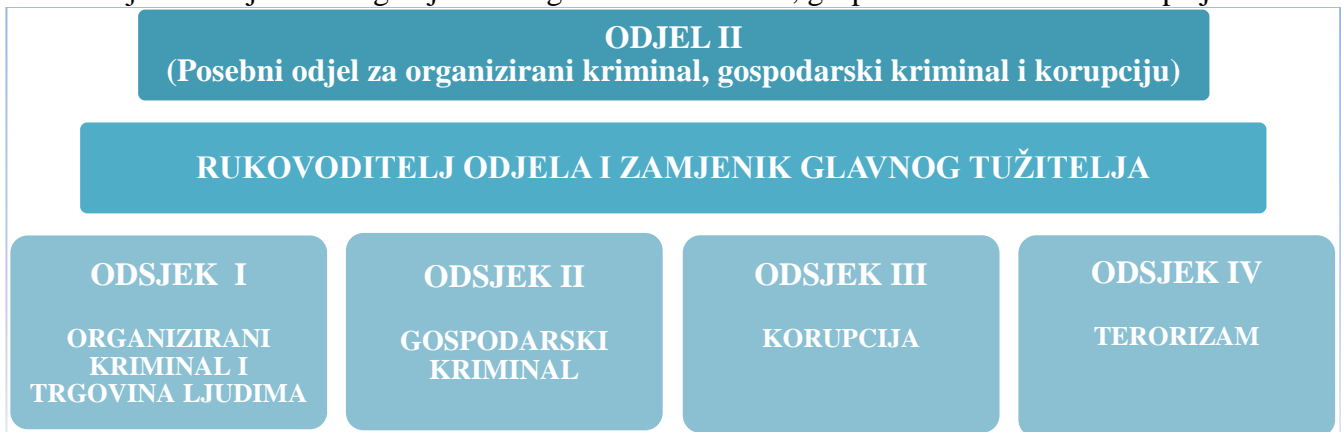 ODJEL II
(Posebni odjel za organizirani kriminal, gospodarski kriminal i korupciju)
RUKOVODITELJ ODJELA I ZAMJENIK GLAVNOG TUŽITELJA
ODSJEK I
ORGANIZIRANI
KRIMINAL I
TRGOVINA LJUDIMA
ODSJEK II
GOSPODARSKI
KRIMINAL
ODSJEK III
KORUPCIJA
ODSJEK IV
TERORIZAM